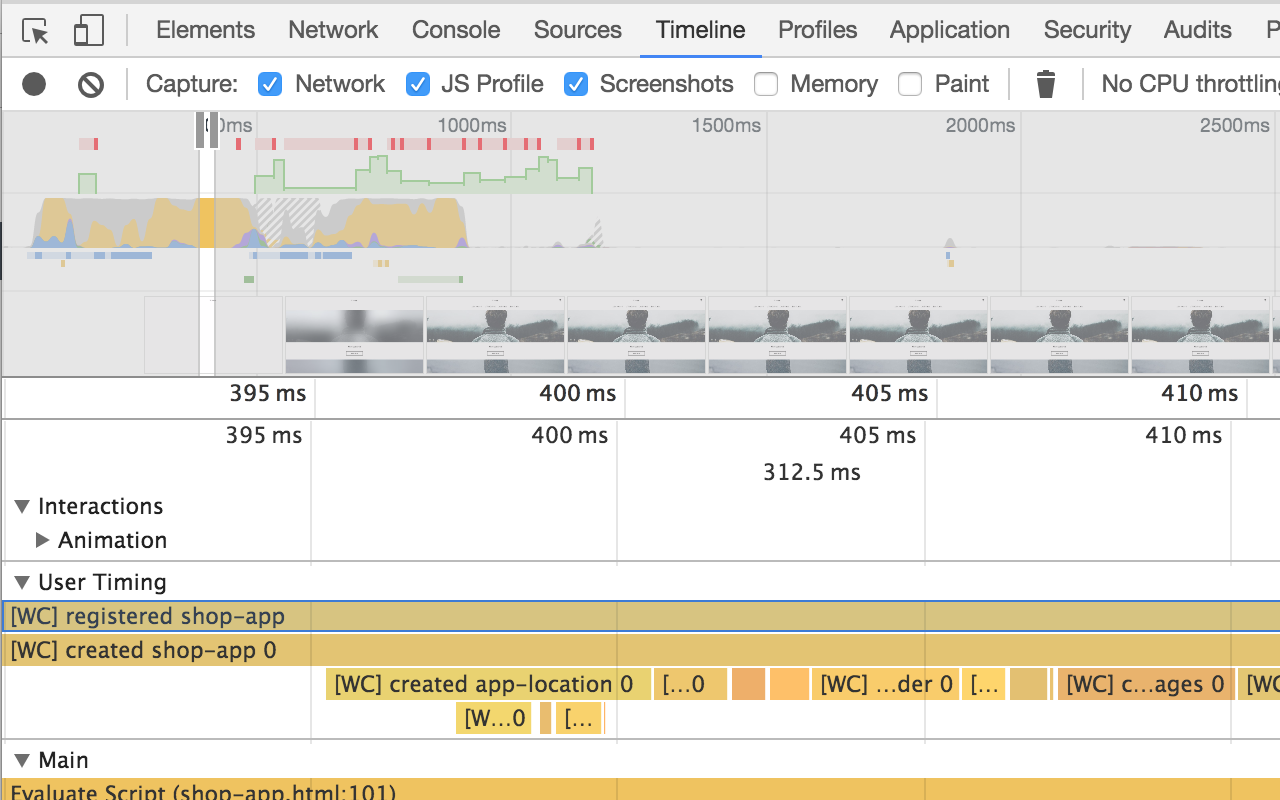 Elements Network Console Sources Timeline Profiles Application Security Audits P
Capture: Network JS Profile Screenshots Memory Paint No CPU throttling
0ms 1000ms 1500ms 2000ms 2500ms
395 ms 400 ms 405 ms 410 ms
395 ms 400 ms 405 ms 410 ms
312.5 ms
Interactions
Animation
User Timing
[WC] registered shop-app
[WC] created shop-app 0
[WC] created app-location 0 [...0 [WC] ...der 0 [... [WC] c...ages 0 [WC
[W...0 [...
Main
Evaluate Script (shop-app.html:101)